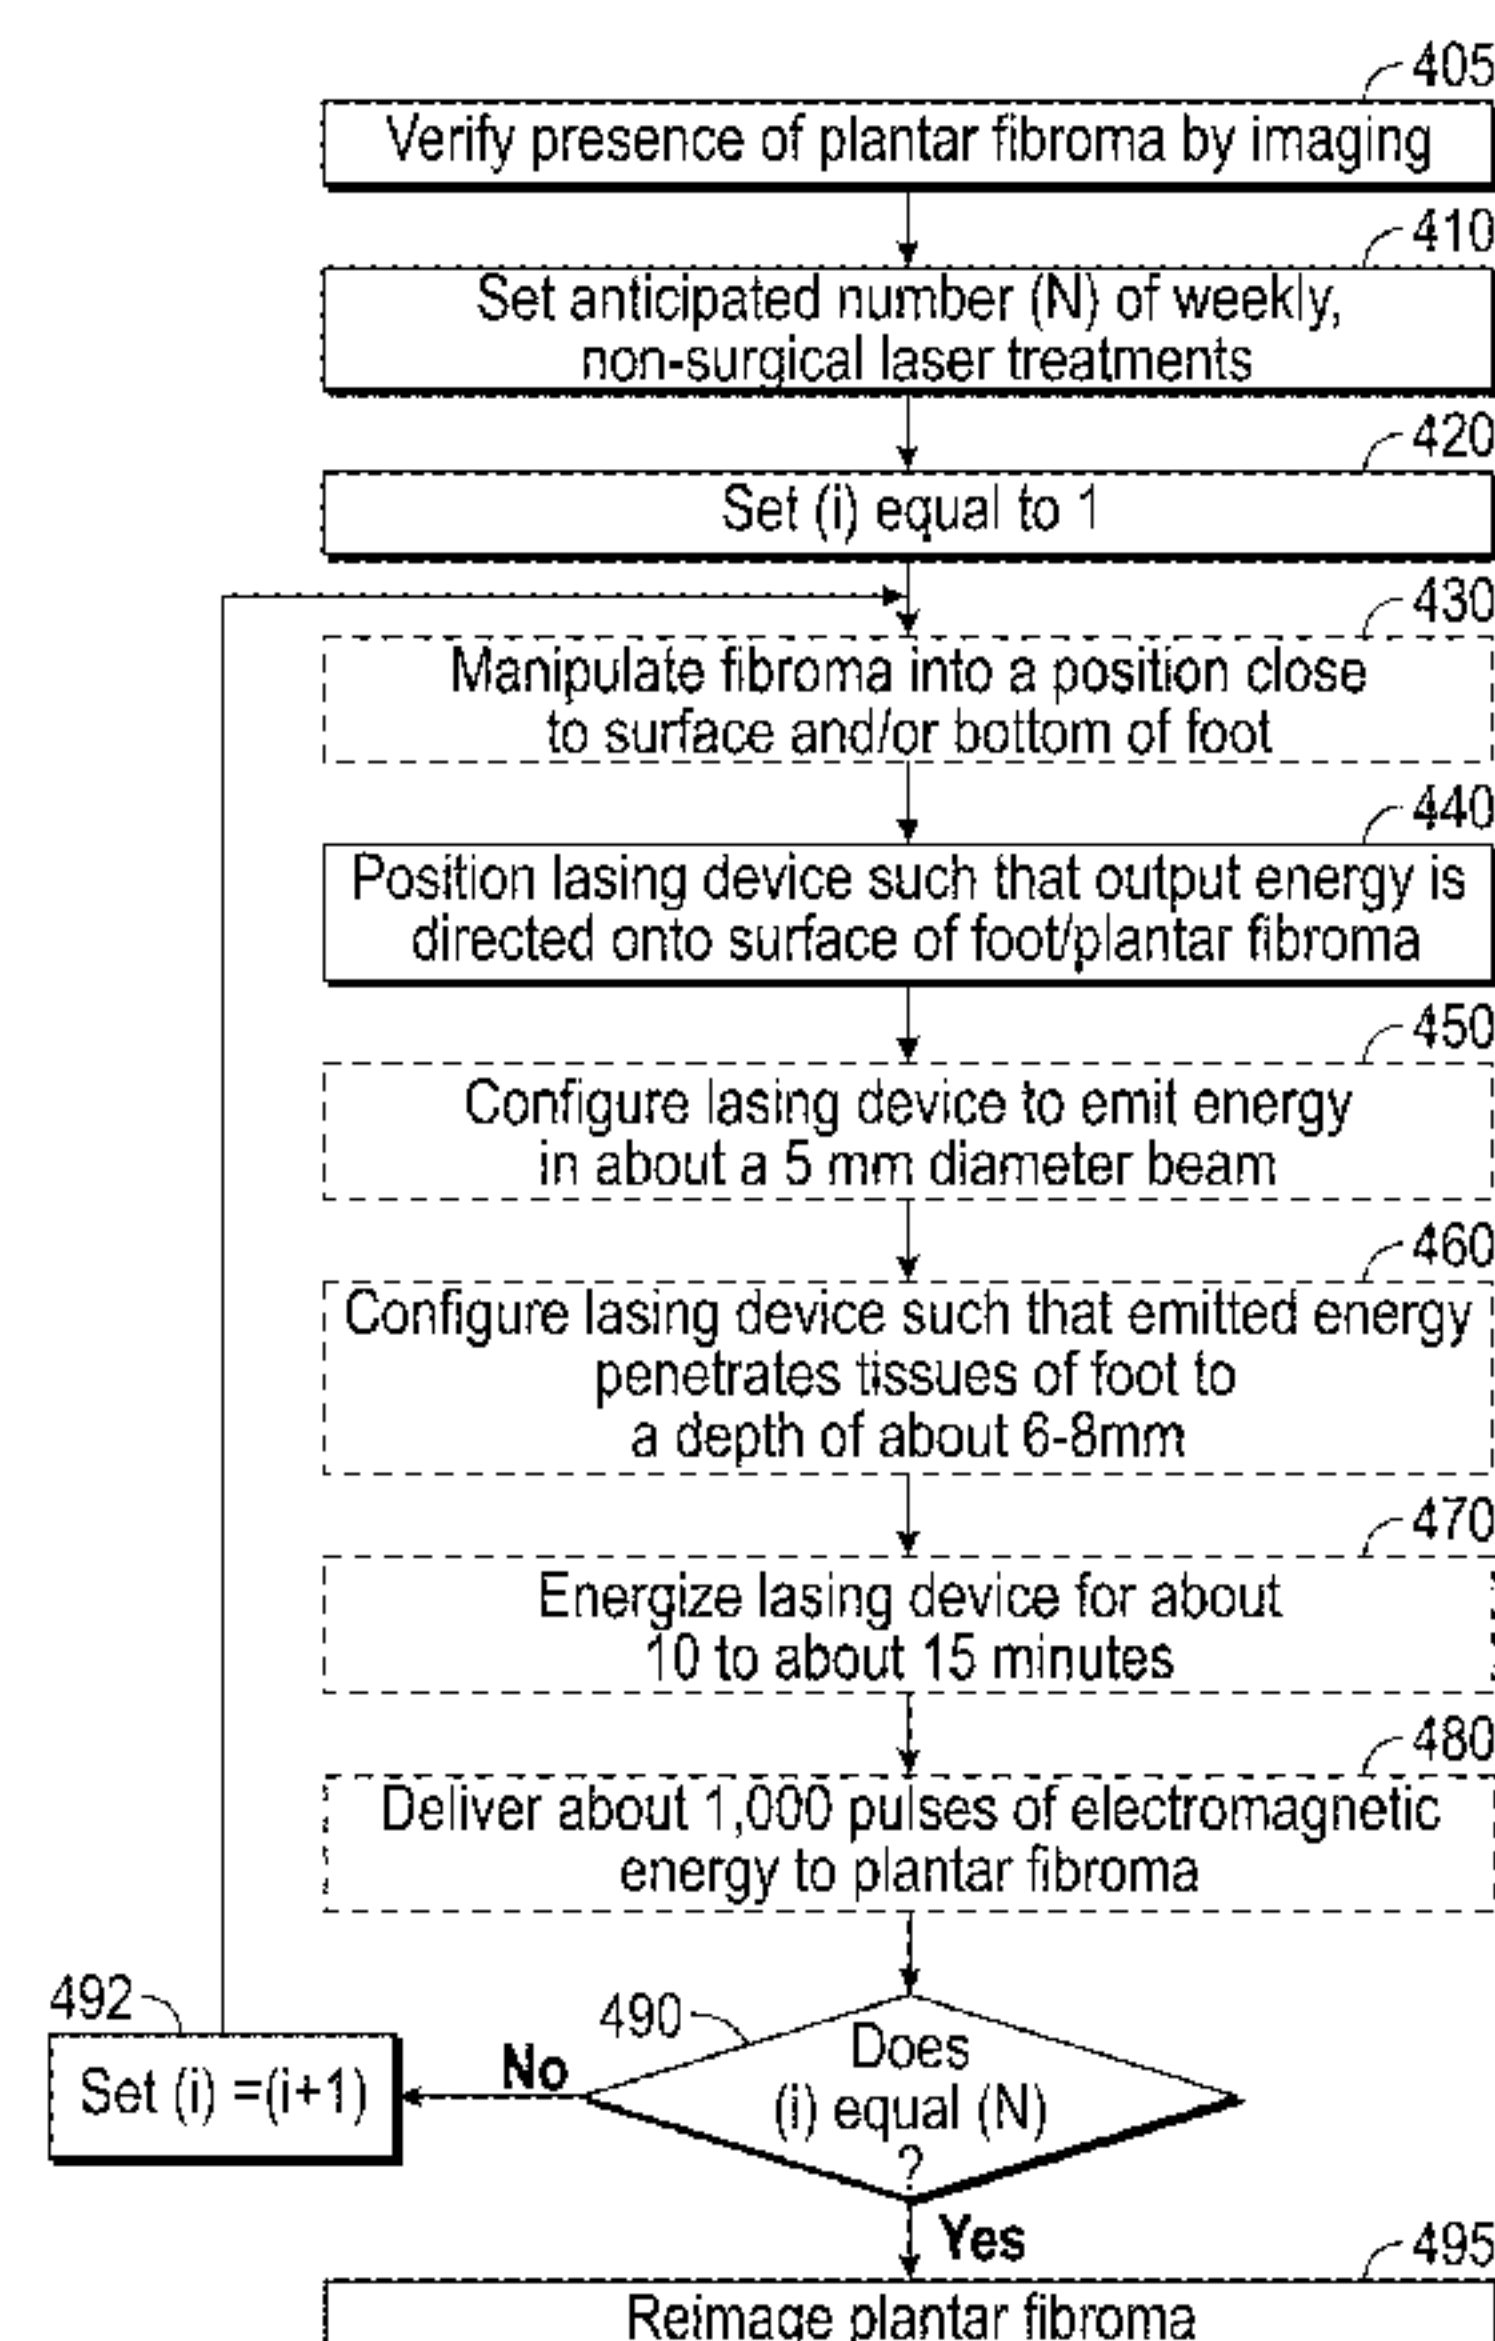 405
Verify presence of plantar fibroma by imaging
410
Set anticipated number (N) of weekly,
non-surgical laser treatments
420
Set (i) equal to 1
430
Manipulate fibroma into a position close
to surface and/or bottom of foot
440
Position lasing device such that output energy is
directed onto surface of foot/plantar fibroma
450
Configure lasing device to emit energy
in about a 5 mm diameter beam
460
Configure lasing device such that emitted energy
penetrates tissues of foot to
a depth of about 6-8mm
470
Energize lasing device for about
10 to about 15 minutes
480
Deliver about 1,000 pulses of electromagnetic
energy to plantar fibroma
490
Does
(i) equal (N)
?
No
492
Set (i) =(i+1)
Yes
495
Reimage plantar fibroma